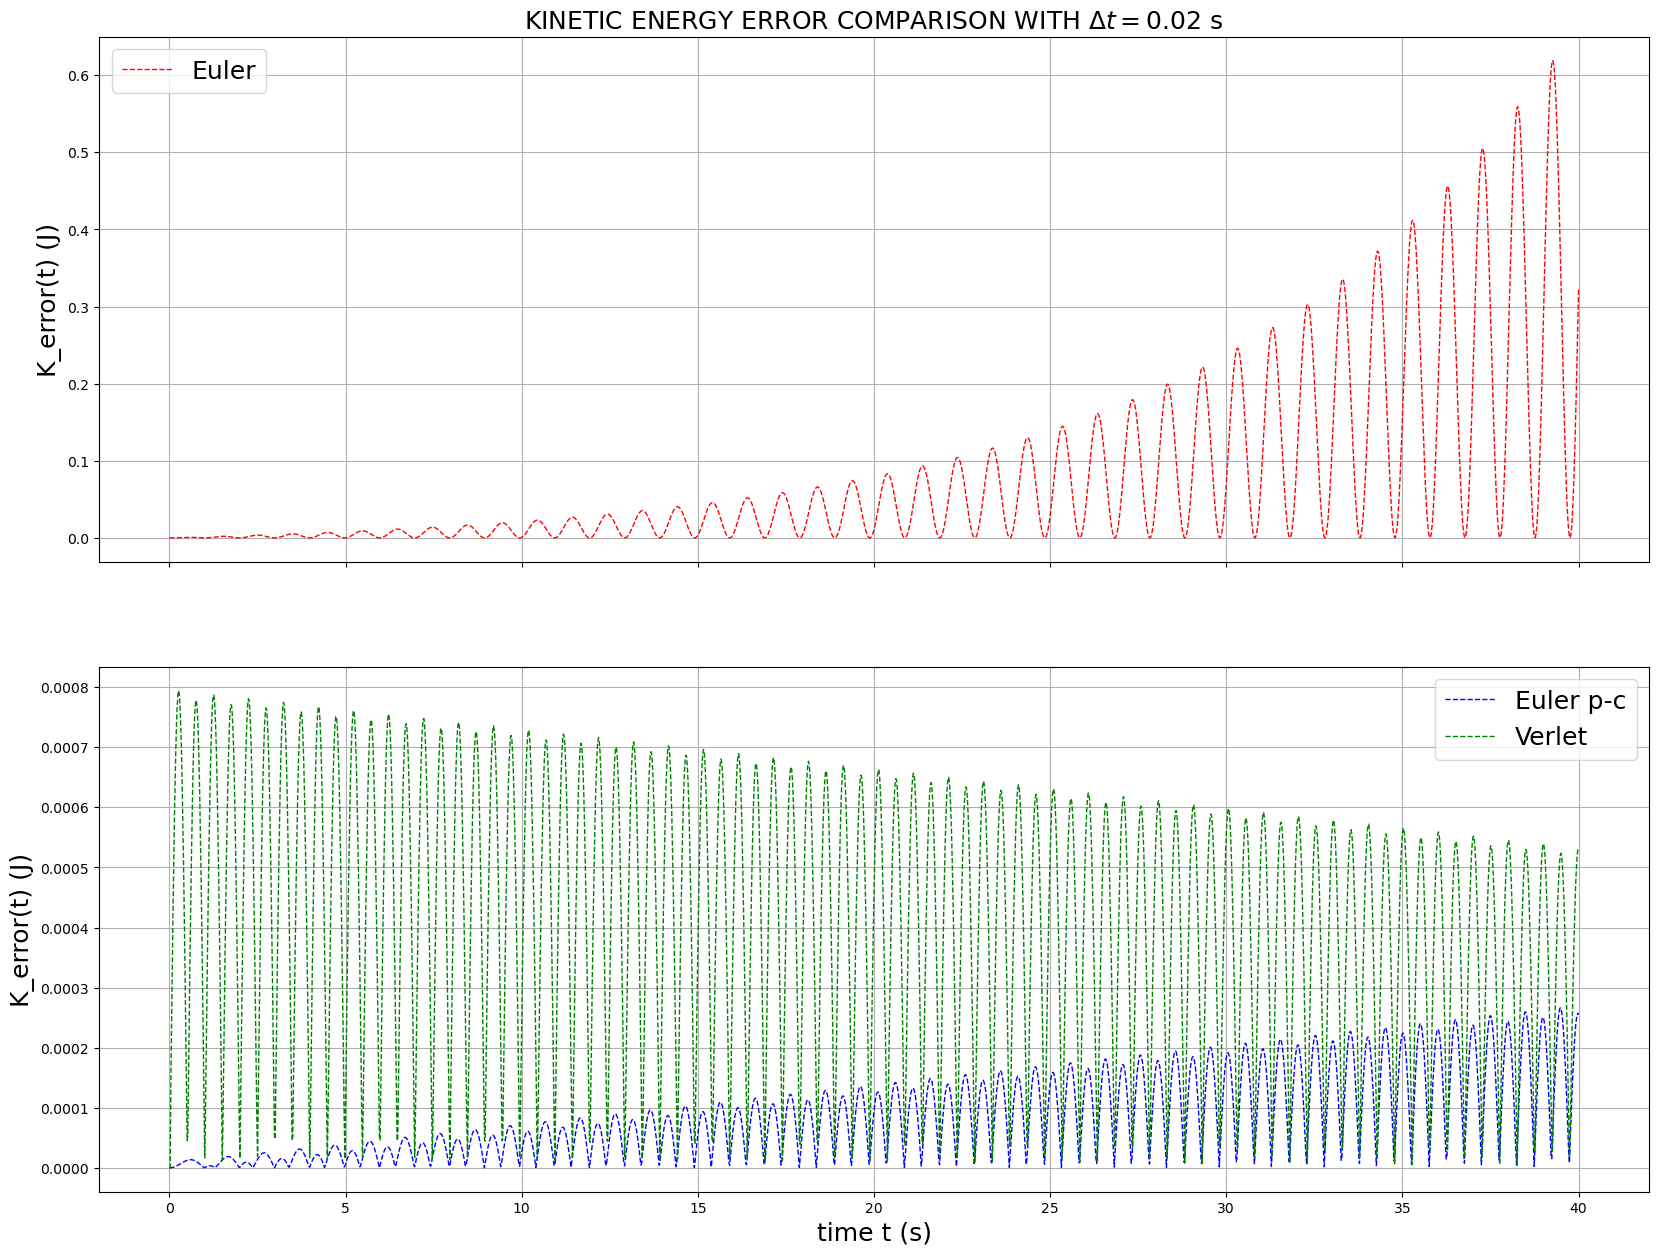 KINETIC ENERGY ERROR COMPARISON WITH Δt = 0.02 s
Euler
K_error(t) (J)
0.6
0.5
0.4
0.3
0.2
0.1
0.0
Euler p-c
Verlet
K_error(t) (J)
0.0008
0.0007
0.0006
0.0005
0.0004
0.0003
0.0002
0.0001
0.0000
0 5 10 15 20 25 30 35 40
time t (s)